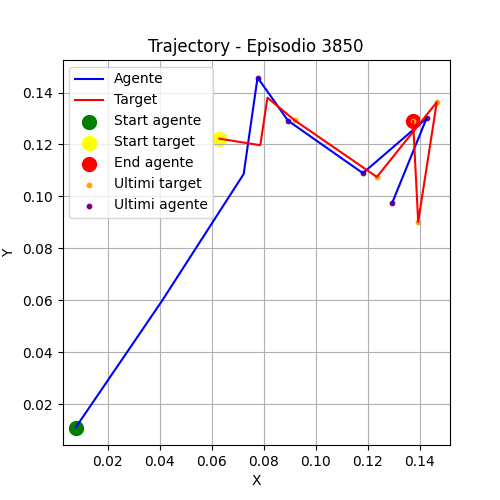 Trajectory - Episodio 3850
Agente
Target
Start agente
Start target
End agente
Ultimi target
Ultimi agente
Y
0.14
0.12
0.10
0.08
0.06
0.04
0.02
0.02 0.04 0.06 0.08 0.10 0.12 0.14
X